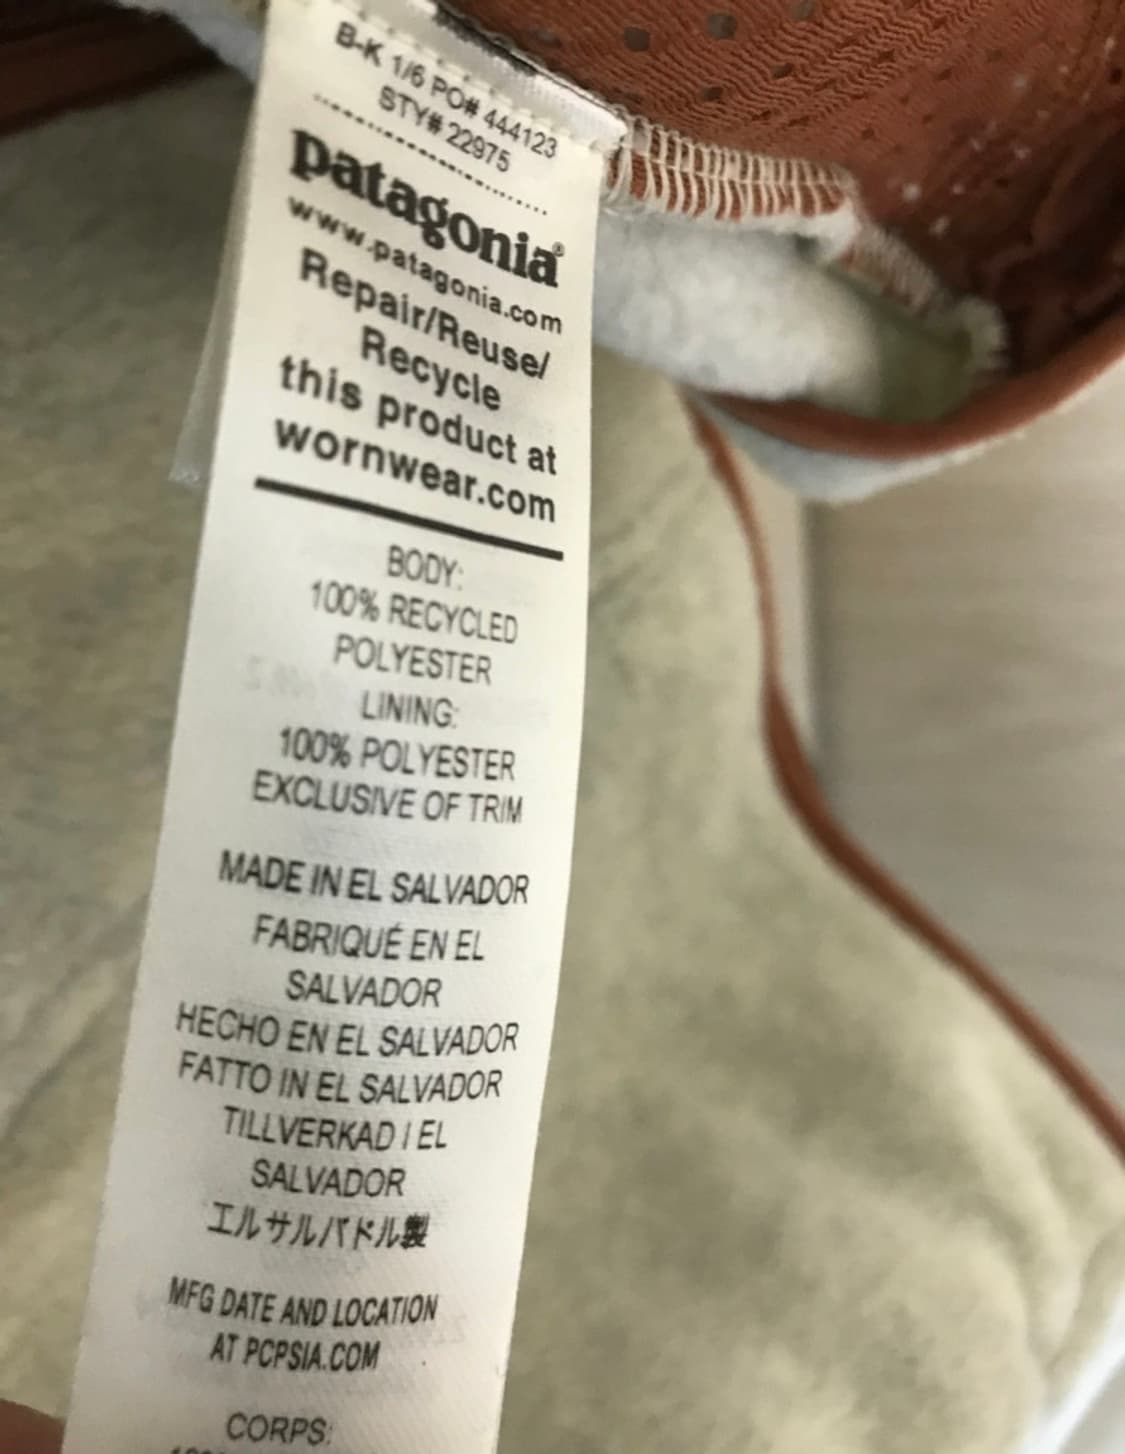 B-K 1/6 PO# 444123
STY# 22975
patagonia®
www.patagonia.com
Repair/Reuse/
Recycle
this product at
wornwear.com
BODY:
100% RECYCLED
POLYESTER
LINING:
100% POLYESTER
EXCLUSIVE OF TRIM
MADE IN EL SALVADOR
FABRIQUÉ EN EL
SALVADOR
HECHO EN EL SALVADOR
FATTO IN EL SALVADOR
TILLVERKAD I EL
SALVADOR
エルサルバドル製
MFG DATE AND LOCATION
AT PCPSIA.COM
CORPS: